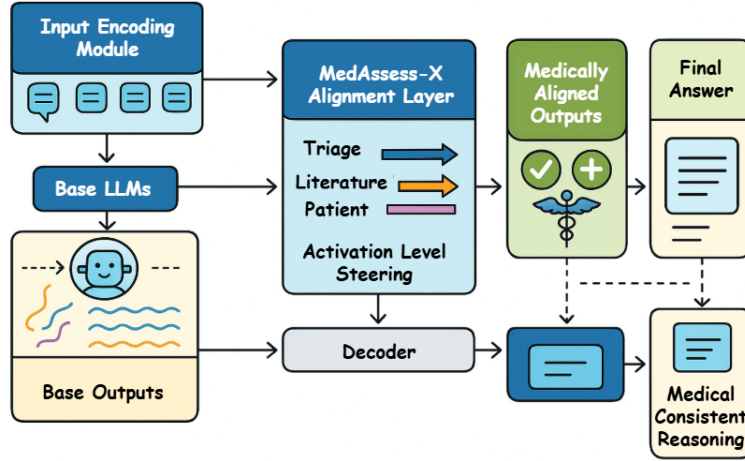 Input Encoding
Module
Base LLMs
Base Outputs
MedAssess-X
Alignment Layer
Triage
Literature
Patient
Activation Level
Steering
Decoder
Medically
Aligned
Outputs
Final
Answer
Medical
Consistent
Reasoning